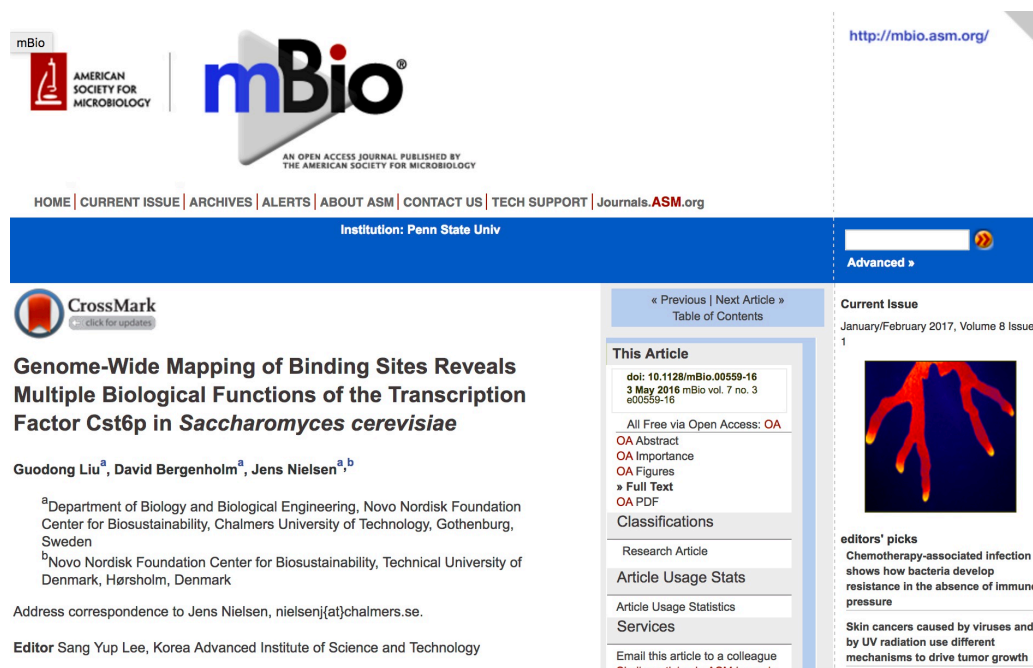 mBio
AMERICAN
SOCIETY FOR
MICROBIOLOGY
mBio®
AN OPEN ACCESS JOURNAL PUBLISHED BY
THE AMERICAN SOCIETY FOR MICROBIOLOGY
http://mbio.asm.org/
HOME | CURRENT ISSUE | ARCHIVES | ALERTS | ABOUT ASM | CONTACT US | TECH SUPPORT | Journals.ASM.org
Institution: Penn State Univ
Advanced »
CrossMark
click for updates
Genome-Wide Mapping of Binding Sites Reveals
Multiple Biological Functions of the Transcription
Factor Cst6p in Saccharomyces cerevisiae
Guodong Liua, David Bergenholma, Jens Nielsena,b
aDepartment of Biology and Biological Engineering, Novo Nordisk Foundation
Center for Biosustainability, Chalmers University of Technology, Gothenburg,
Sweden
bNovo Nordisk Foundation Center for Biosustainability, Technical University of
Denmark, Hørsholm, Denmark
Address correspondence to Jens Nielsen, nielsenj{at}chalmers.se.
Editor Sang Yup Lee, Korea Advanced Institute of Science and Technology
« Previous | Next Article »
Table of Contents
This Article
doi: 10.1128/mBio.00559-16
3 May 2016 mBio vol. 7 no. 3
e00559-16
All Free via Open Access: OA
OA Abstract
OA Importance
OA Figures
» Full Text
OA PDF
Classifications
Research Article
Article Usage Stats
Article Usage Statistics
Services
Email this article to a colleague
Current Issue
January/February 2017, Volume 8 Issue
1
editors' picks
Chemotherapy-associated infection
shows how bacteria develop
resistance in the absence of immune
pressure
Skin cancers caused by viruses and
by UV radiation use different
mechanisms to drive tumor growth